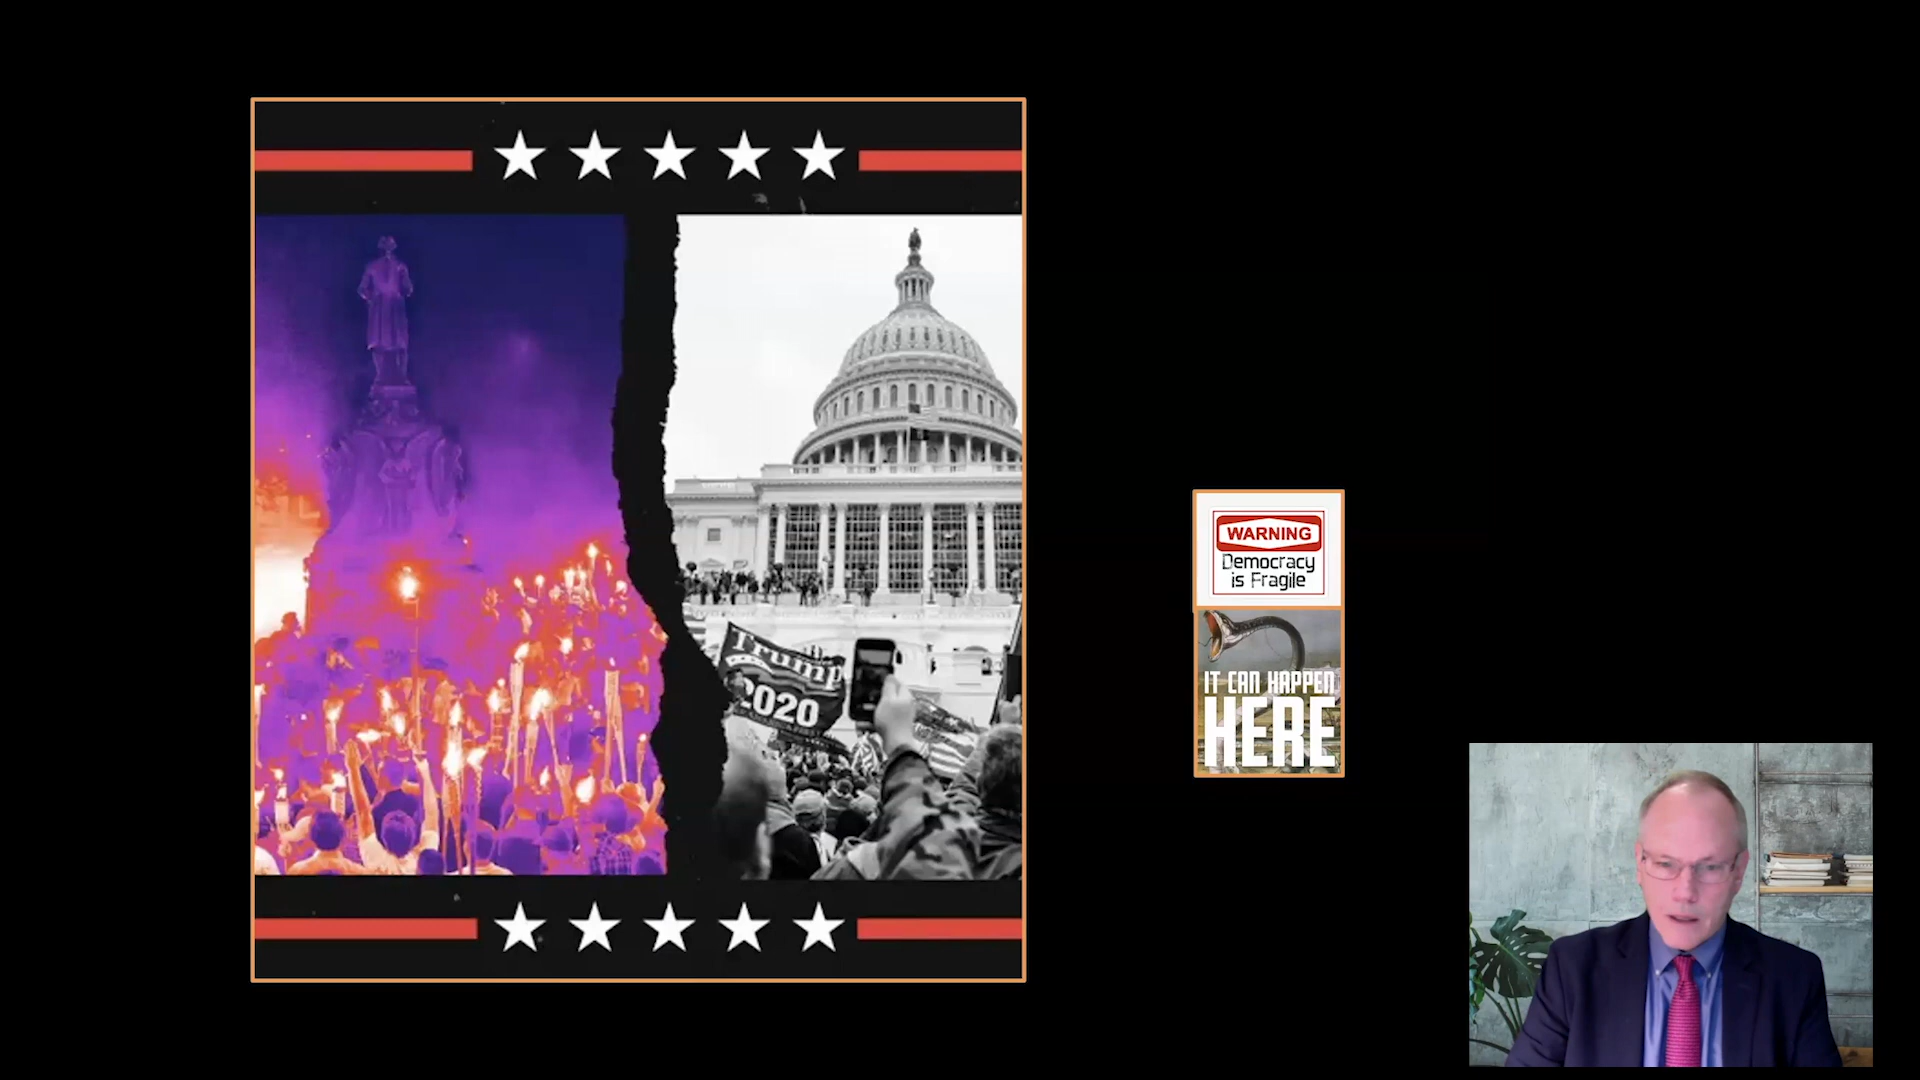 Trump
2020
WARNING
Democracy
is Fragile
IT CAN HAPPEN
HERE